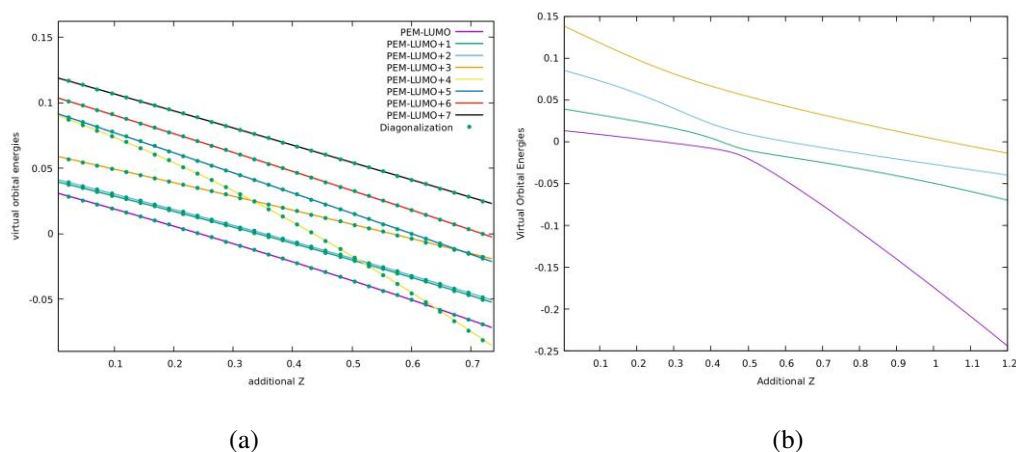 0.15
0.1
0.05
0
-0.05
virtual orbital energies
PEM-LUMO
PEM-LUMO+1
PEM-LUMO+2
PEM-LUMO+3
PEM-LUMO+4
PEM-LUMO+5
PEM-LUMO+6
PEM-LUMO+7
Diagonalization
0.1 0.2 0.3 0.4 0.5 0.6 0.7
additional Z
(a)
0.15
0.1
0.05
0
-0.05
-0.1
-0.15
-0.2
-0.25
Virtual Orbital Energies
0.1 0.2 0.3 0.4 0.5 0.6 0.7 0.8 0.9 1 1.1 1.2
Additional Z
(b)